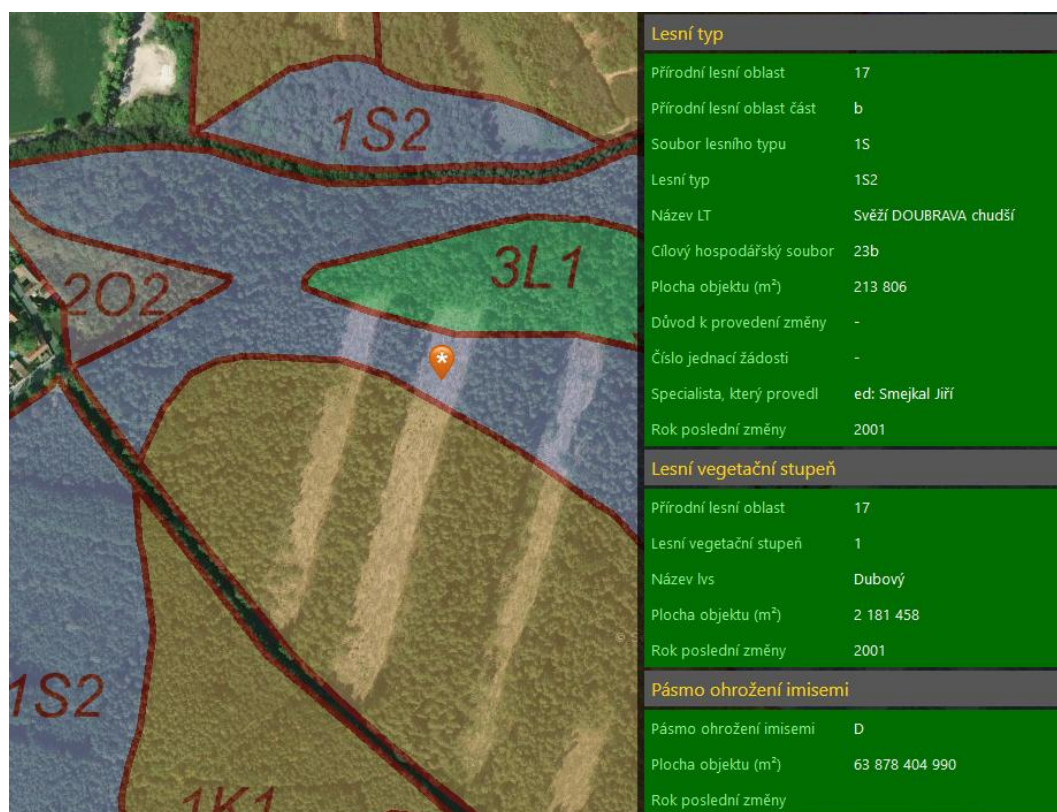 1S2
3L1
2O2
1S2
1K1
Lesní typ
Přírodní lesní oblast 17
Přírodní lesní oblast část b
Soubor lesního typu 1S
Lesní typ 1S2
Název LT Svěží DOUBRAVA chudší
Cílový hospodářský soubor 23b
Plocha objektu (m²) 213 806
Důvod k provedení změny -
Číslo jednací žádosti -
Specialista, který provedl ed: Smejkal Jiří
Rok poslední změny 2001
Lesní vegetační stupeň
Přírodní lesní oblast 17
Lesní vegetační stupeň 1
Název lvs Dubový
Plocha objektu (m²) 2 181 458
Rok poslední změny 2001
Pásmo ohrožení imisemi
Pásmo ohrožení imisemi D
Plocha objektu (m²) 63 878 404 990
Rok poslední změny